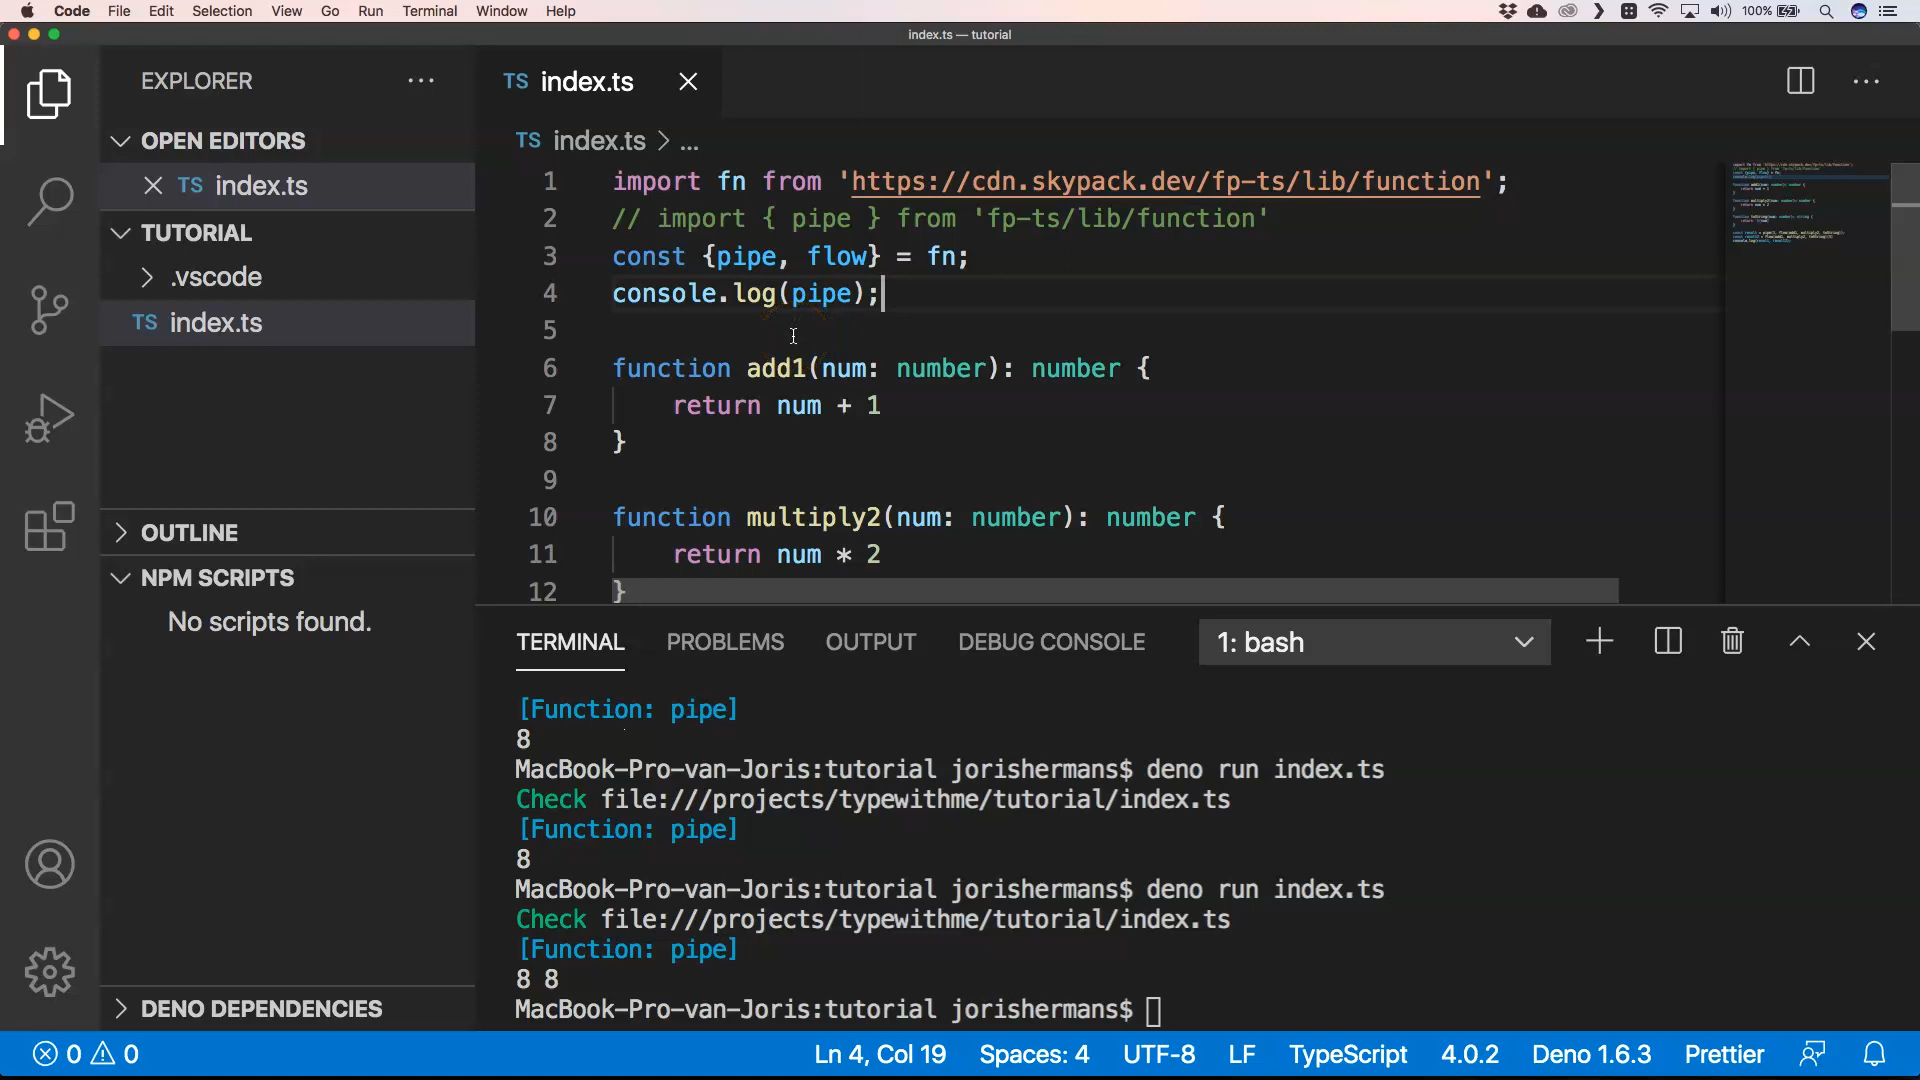 Code File Edit Selection View Go Run Terminal Window Help
100%
index.ts — tutorial
EXPLORER
OPEN EDITORS
TS index.ts
TUTORIAL
.vscode
TS index.ts
OUTLINE
NPM SCRIPTS
No scripts found.
DENO DEPENDENCIES
TS index.ts
TS index.ts > ...
1 import fn from 'https://cdn.skypack.dev/fp-ts/lib/function';
2 // import { pipe } from 'fp-ts/lib/function'
3 const {pipe, flow} = fn;
4 console.log(pipe);
5
6 function add1(num: number): number {
7 return num + 1
8 }
9
10 function multiply2(num: number): number {
11 return num * 2
12 }
TERMINAL PROBLEMS OUTPUT DEBUG CONSOLE 1: bash
[Function: pipe]
8
MacBook-Pro-van-Joris:tutorial jorishermans$ deno run index.ts
Check file:///projects/typewithme/tutorial/index.ts
[Function: pipe]
8
MacBook-Pro-van-Joris:tutorial jorishermans$ deno run index.ts
Check file:///projects/typewithme/tutorial/index.ts
[Function: pipe]
8 8
MacBook-Pro-van-Joris:tutorial jorishermans$
0 0 Ln 4, Col 19 Spaces: 4 UTF-8 LF TypeScript 4.0.2 Deno 1.6.3 Prettier